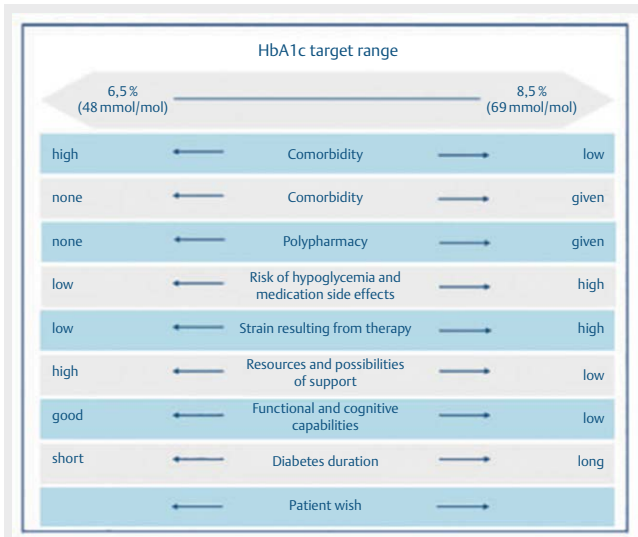 HbA1c target range
6,5 % 8,5 %
(48 mmol/mol) (69 mmol/mol)
high Comorbidity low
none Comorbidity given
none Polypharmacy given
low Risk of hypoglycemia and high
medication side effects
low Strain resulting from therapy high
high Resources and possibilities low
of support
good Functional and cognitive low
capabilities
short Diabetes duration long
Patient wish